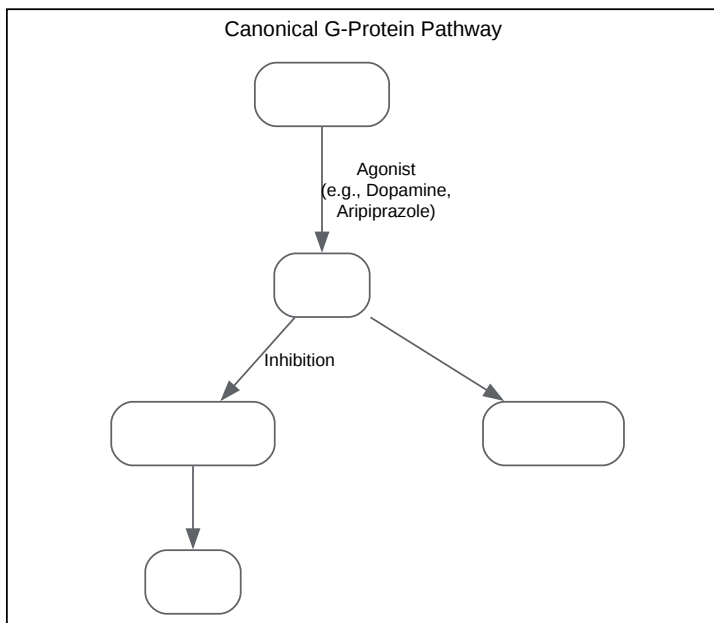 Canonical G-Protein Pathway
Agonist
(e.g., Dopamine,
Aripiprazole)
Inhibition